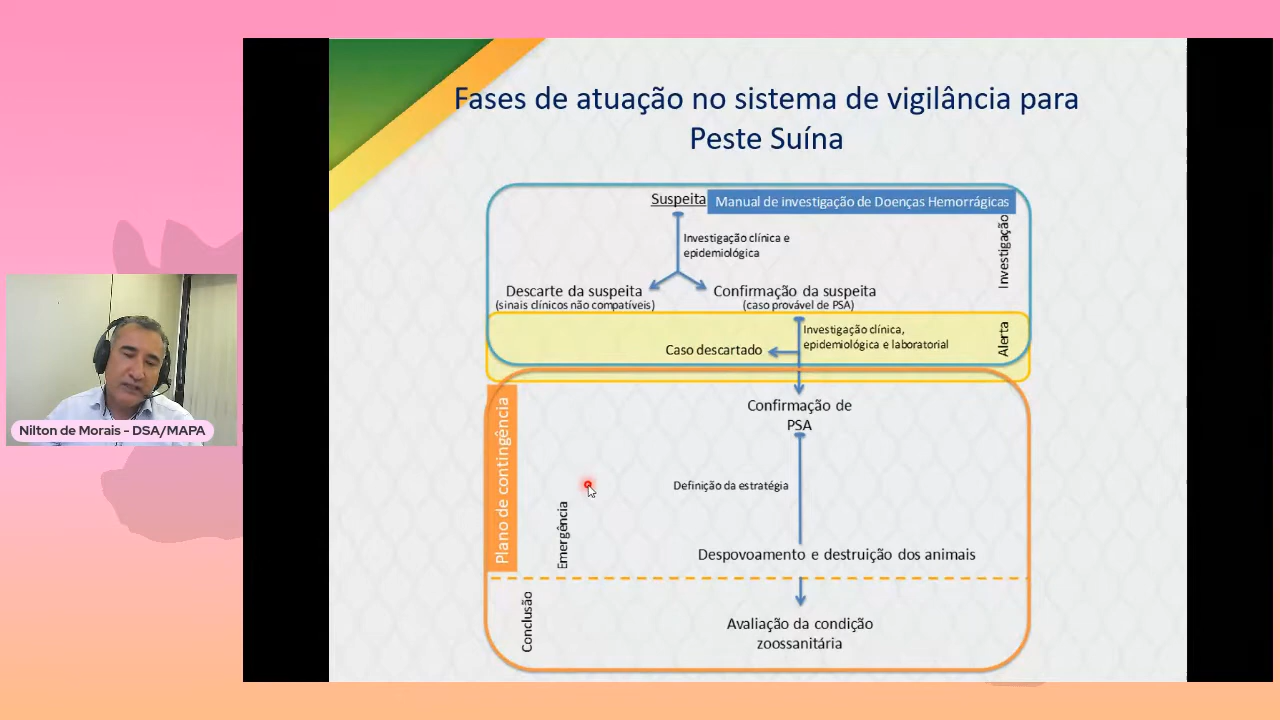 Fases de atuação no sistema de vigilância para
Peste Suína
Suspeita
Manual de investigação de Doenças Hemorrágicas
Investigação
Investigação clínica e
epidemiológica
Descarte da suspeita
(sinais clínicos não compatíveis)
Confirmação da suspeita
(caso provável de PSA)
Alerta
Investigação clínica,
epidemiológica e laboratorial
Caso descartado
Nilton de Morais - DSA/MAPA
Plano de contingência
Confirmação de
PSA
Definição da estratégia
Emergência
Despovoamento e destruição dos animais
Conclusão
Avaliação da condição
zoossanitária